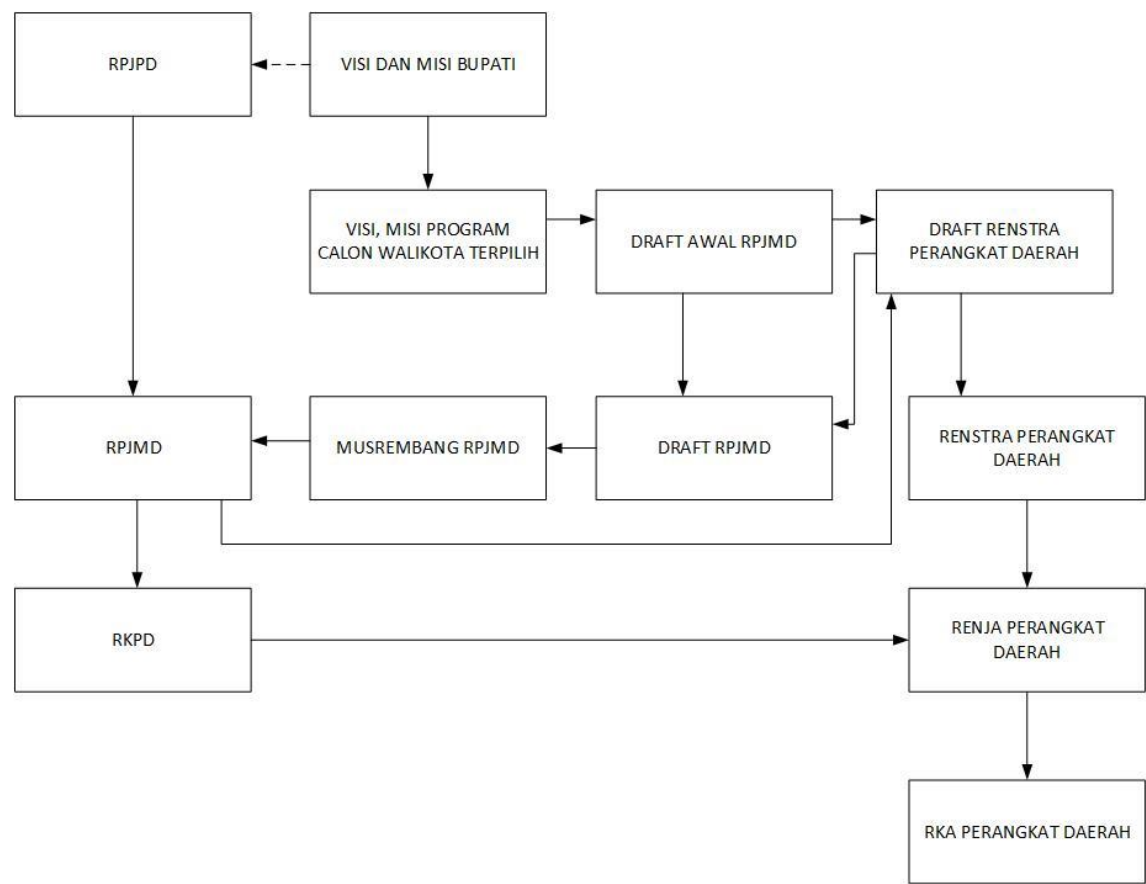 RPJPD
VISI DAN MISI BUPATI
VISI, MISI PROGRAM
CALON WALIKOTA TERPILIH
DRAFT AWAL RPJMD
DRAFT RENSTRA
PERANGKAT DAERAH
RPJMD
MUSREMBANG RPJMD
DRAFT RPJMD
RENSTRA PERANGKAT
DAERAH
RKPD
RENJA PERANGKAT
DAERAH
RKA PERANGKAT DAERAH